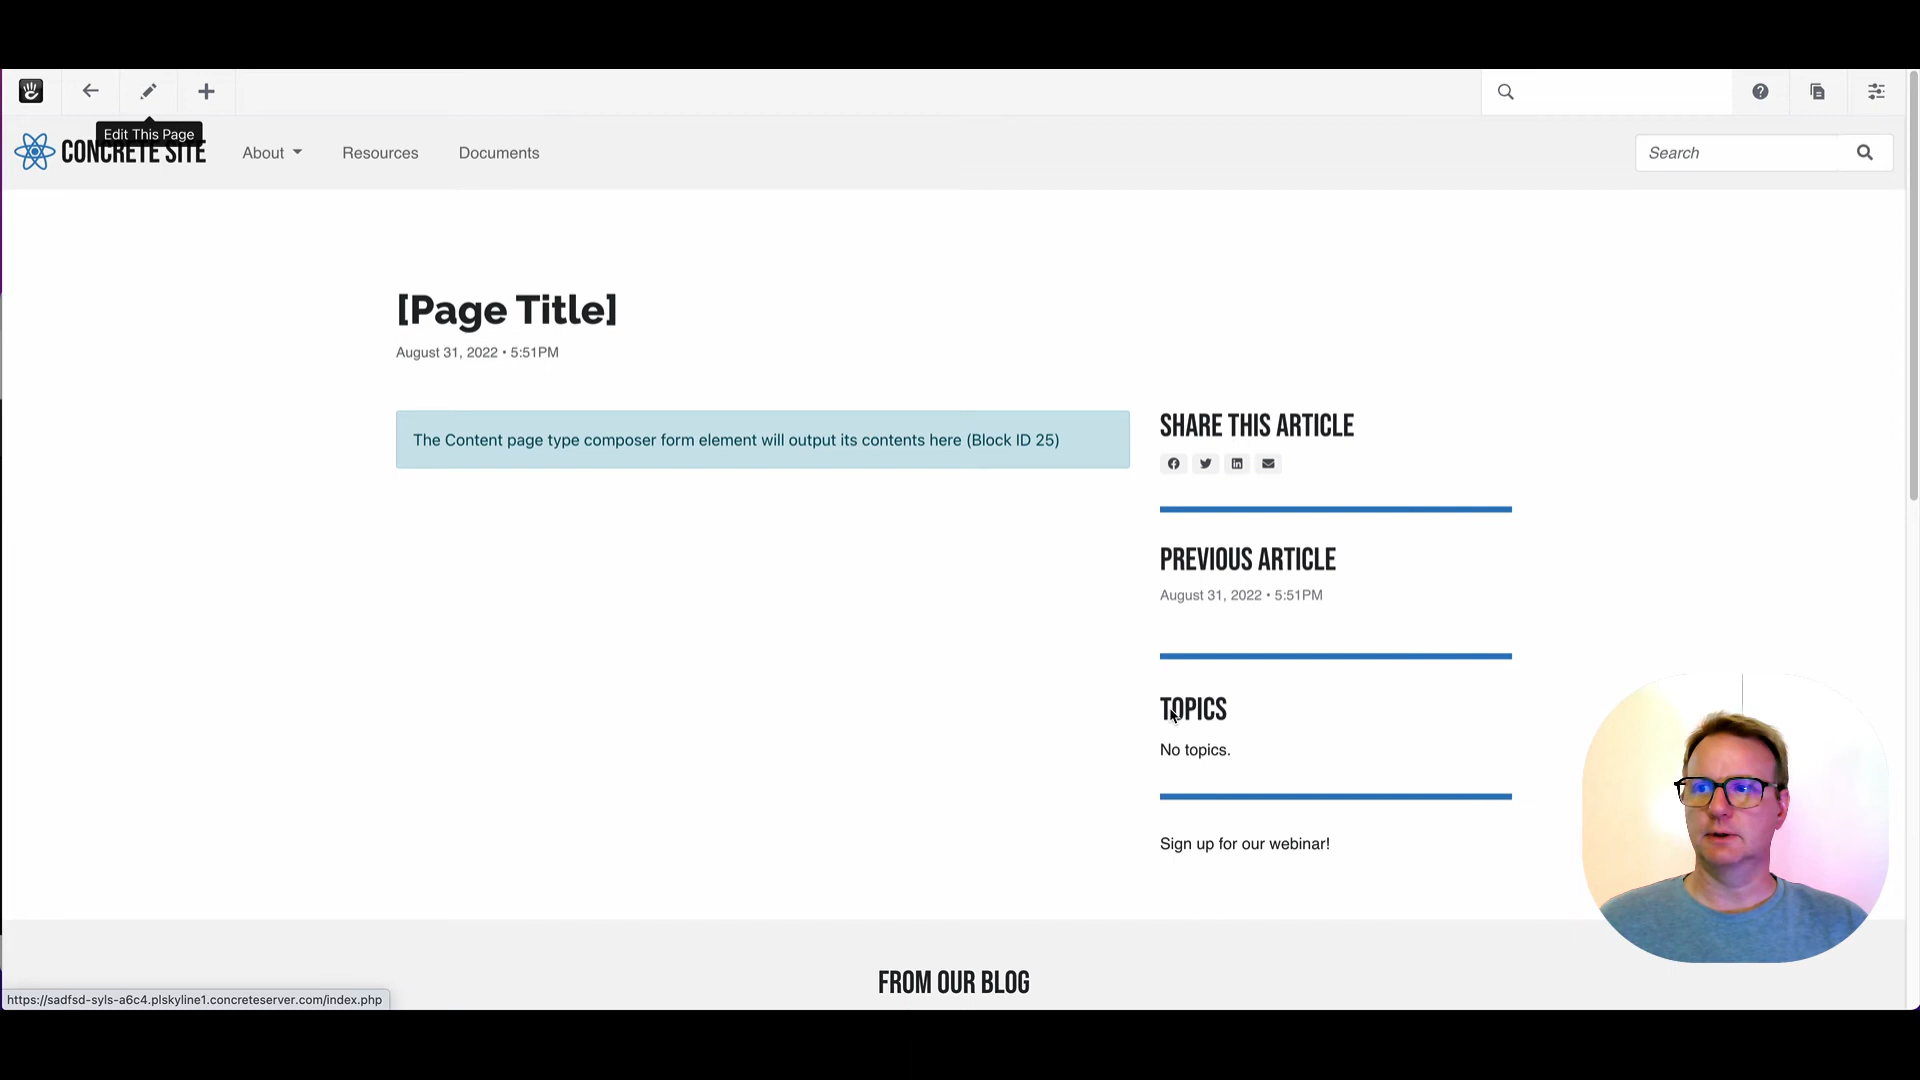 Edit This Page
CONCRETE SITE
About
Resources
Documents
Search
[Page Title]
August 31, 2022 • 5:51PM
The Content page type composer form element will output its contents here (Block ID 25)
SHARE THIS ARTICLE
PREVIOUS ARTICLE
August 31, 2022 • 5:51PM
TOPICS
No topics.
Sign up for our webinar!
FROM OUR BLOG
https://sadfsd-syls-a6c4.plskyline1.concreteserver.com/index.php